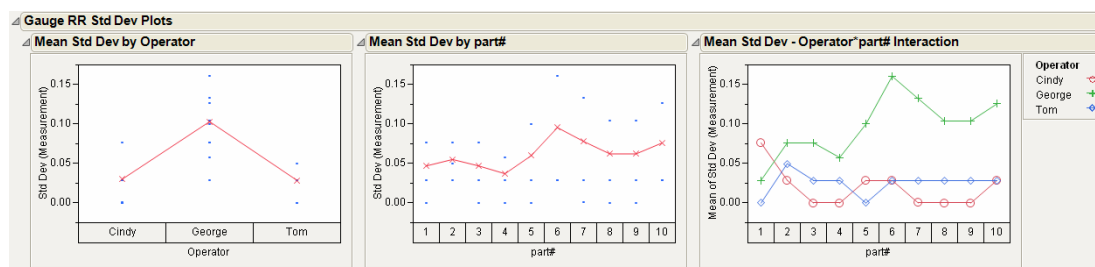 Gauge RR Std Dev Plots
Mean Std Dev by Operator
Std Dev (Measurement)
0.15
0.10
0.05
0.00
Cindy George Tom
Operator
Mean Std Dev by part#
Std Dev (Measurement)
0.15
0.10
0.05
0.00
1 2 3 4 5 6 7 8 9 10
part#
Mean Std Dev - Operator*part# Interaction
Mean of Std Dev (Measurement)
0.15
0.10
0.05
0.00
1 2 3 4 5 6 7 8 9 10
part#
Operator
Cindy
George
Tom